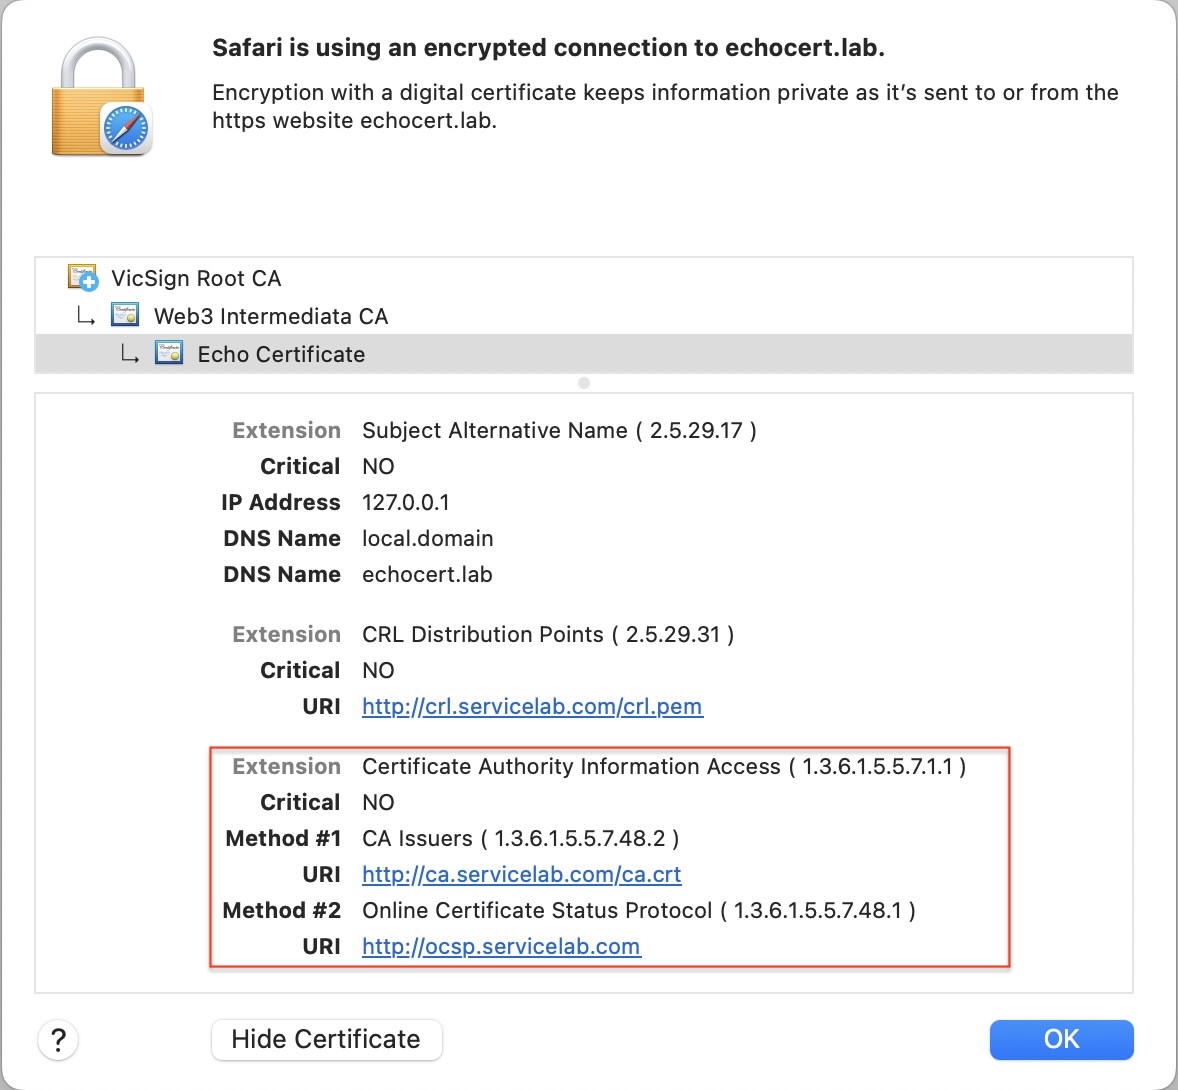 Safari is using an encrypted connection to echocert.lab.
Encryption with a digital certificate keeps information private as it’s sent to or from the
https website echocert.lab.
VicSign Root CA
Web3 Intermediata CA
Echo Certificate
Extension Subject Alternative Name ( 2.5.29.17 )
Critical NO
IP Address 127.0.0.1
DNS Name local.domain
DNS Name echocert.lab
Extension CRL Distribution Points ( 2.5.29.31 )
Critical NO
URI http://crl.servicelab.com/crl.pem
Extension Certificate Authority Information Access ( 1.3.6.1.5.5.7.1.1 )
Critical NO
Method #1 CA Issuers ( 1.3.6.1.5.5.7.48.2 )
URI http://ca.servicelab.com/ca.crt
Method #2 Online Certificate Status Protocol ( 1.3.6.1.5.5.7.48.1 )
URI http://ocsp.servicelab.com
? Hide Certificate OK